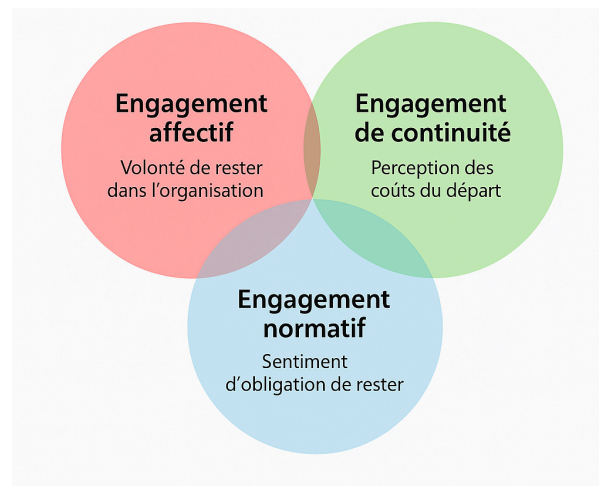 Engagement
affectif
Volonté de rester
dans l’organisation
Engagement
de continuité
Perception des
coûts du départ
Engagement
normatif
Sentiment
d’obligation de rester